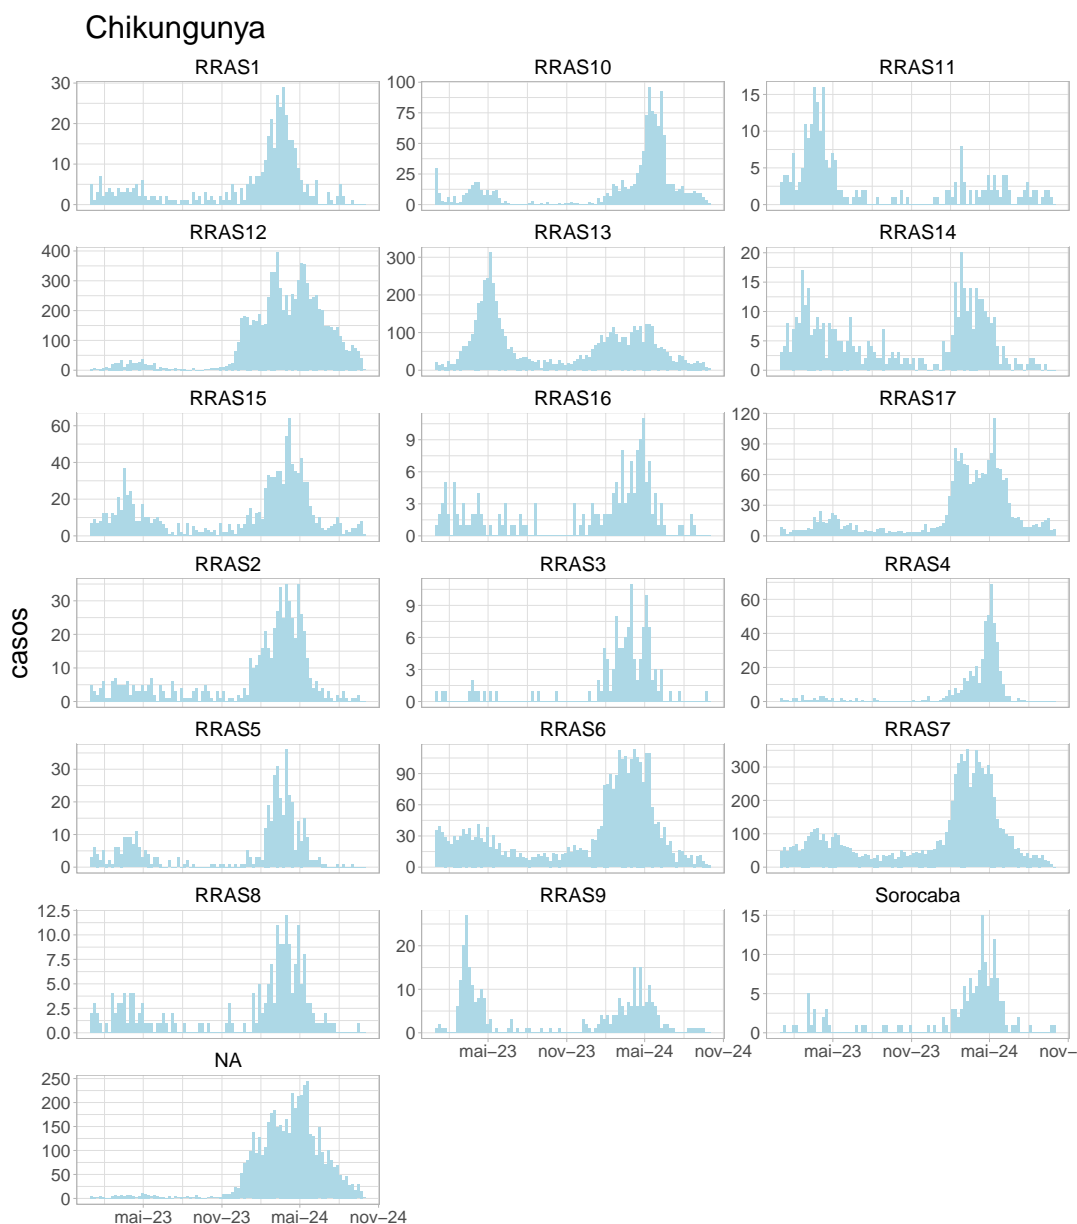 Chikungunya
RRAS1 RRAS10 RRAS11
30 20 10 0
100 75 50 25 0
15 10 5 0
RRAS12 RRAS13 RRAS14
400 300 200 100 0
300 200 100 0
20 15 10 5 0
RRAS15 RRAS16 RRAS17
60 40 20 0
9 6 3 0
120 90 60 30 0
RRAS2 RRAS3 RRAS4
30 20 10 0
9 6 3 0
60 40 20 0
casos
RRAS5 RRAS6 RRAS7
30 20 10 0
90 60 30 0
300 200 100 0
RRAS8 RRAS9 Sorocaba
12.5 10.0 7.5 5.0 2.5 0.0
20 10 0
15 10 5 0
mai–23 nov–23 mai–24 nov–24
mai–23 nov–23 mai–24 nov–
NA
250 200 150 100 50 0
mai–23 nov–23 mai–24 nov–24